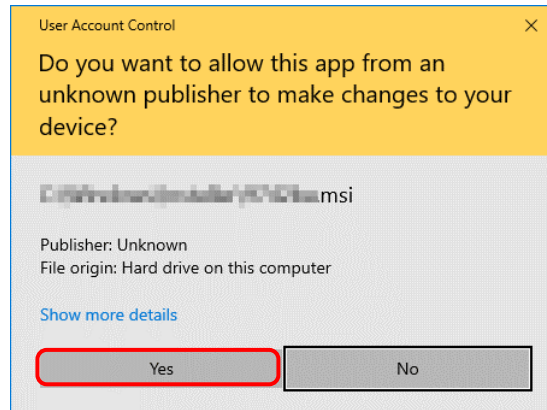 User Account Control
Do you want to allow this app from an
unknown publisher to make changes to your
device?
.msi
Publisher: Unknown
File origin: Hard drive on this computer
Show more details
Yes
No